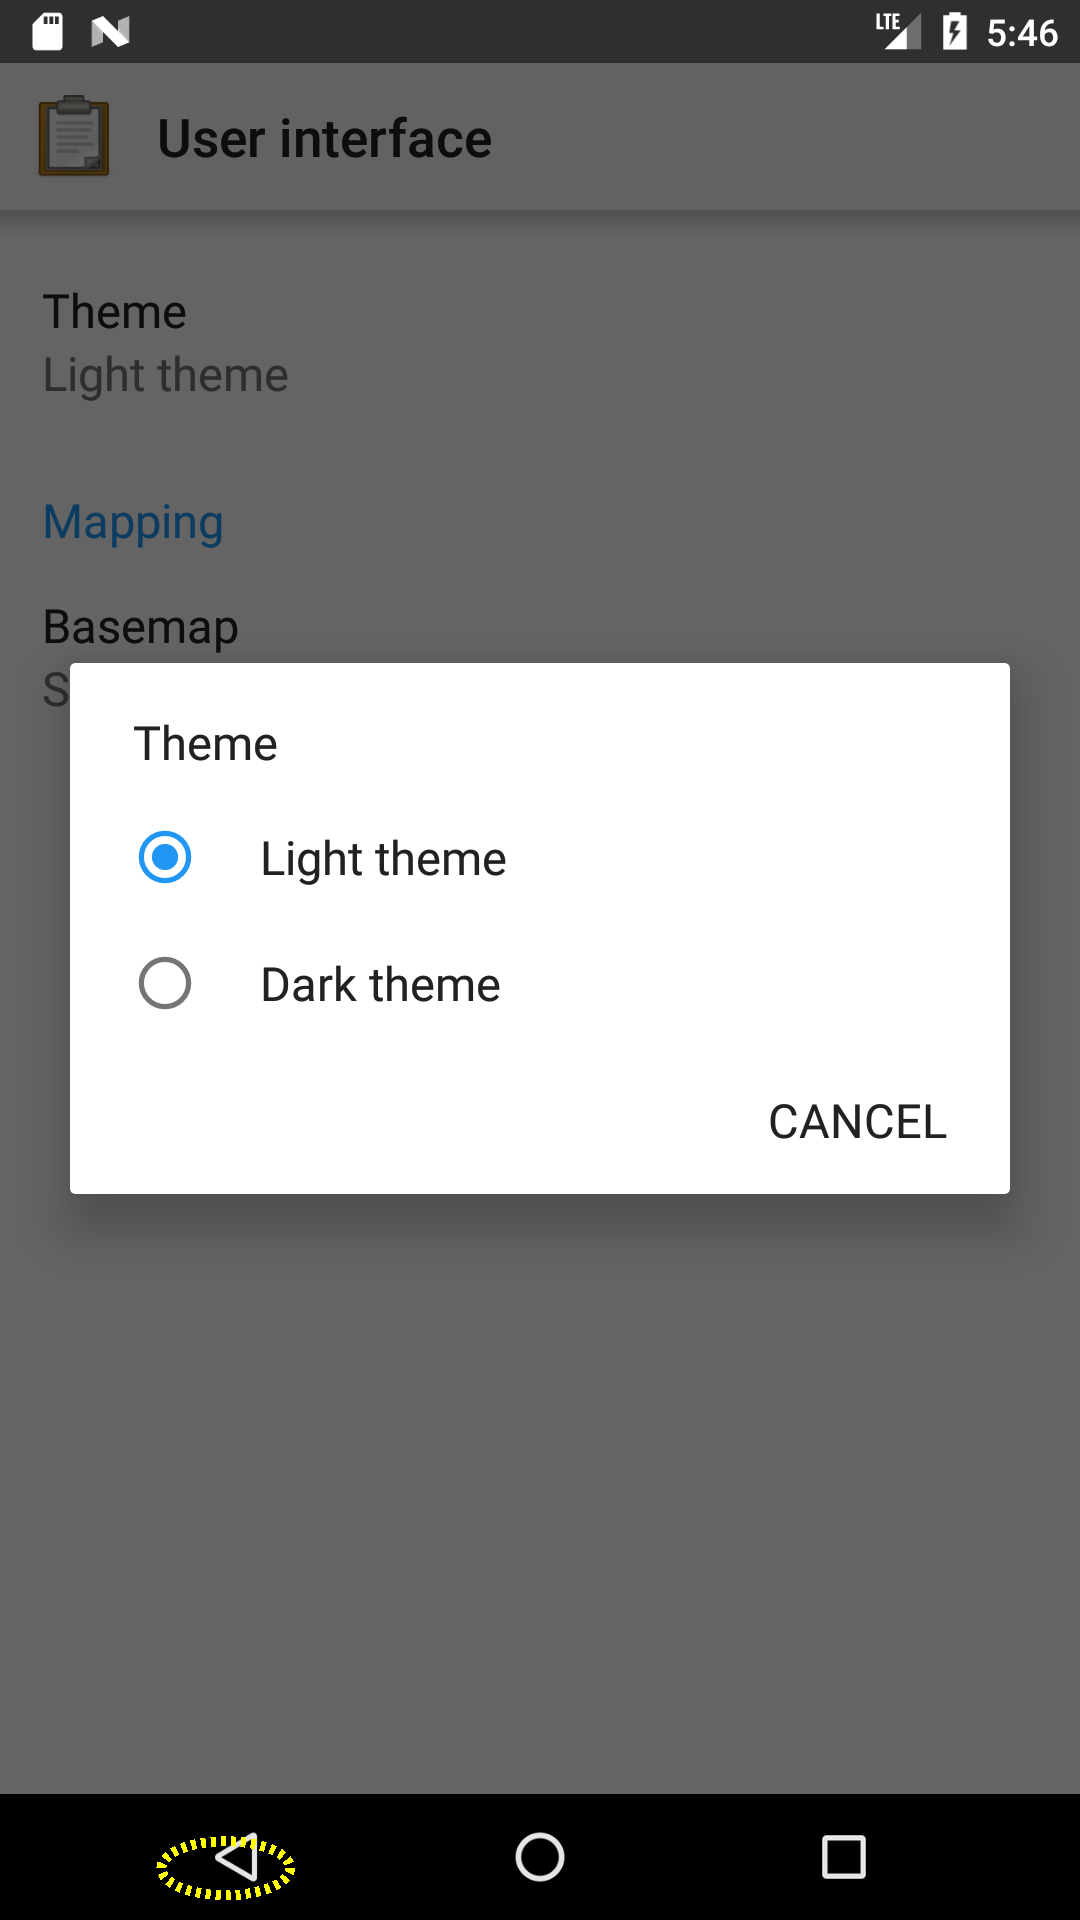 LTE 5:46
User interface
Theme
Light theme
Mapping
Basemap
S
Theme
Light theme
Dark theme
CANCEL